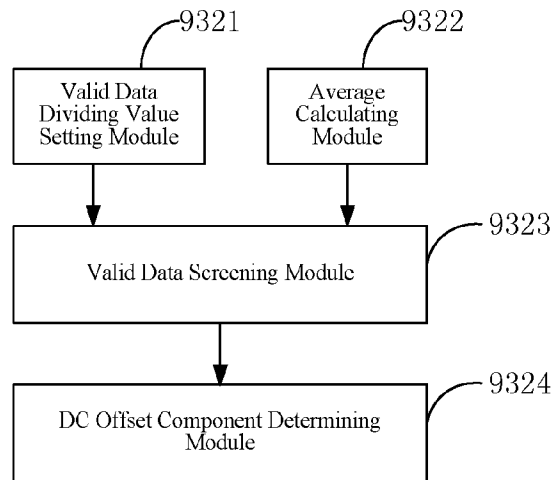 9321
9322
Valid Data
Dividing Value
Setting Module
Average
Calculating
Module
9323
Valid Data Screening Module
9324
DC Offset Component Determining
Module